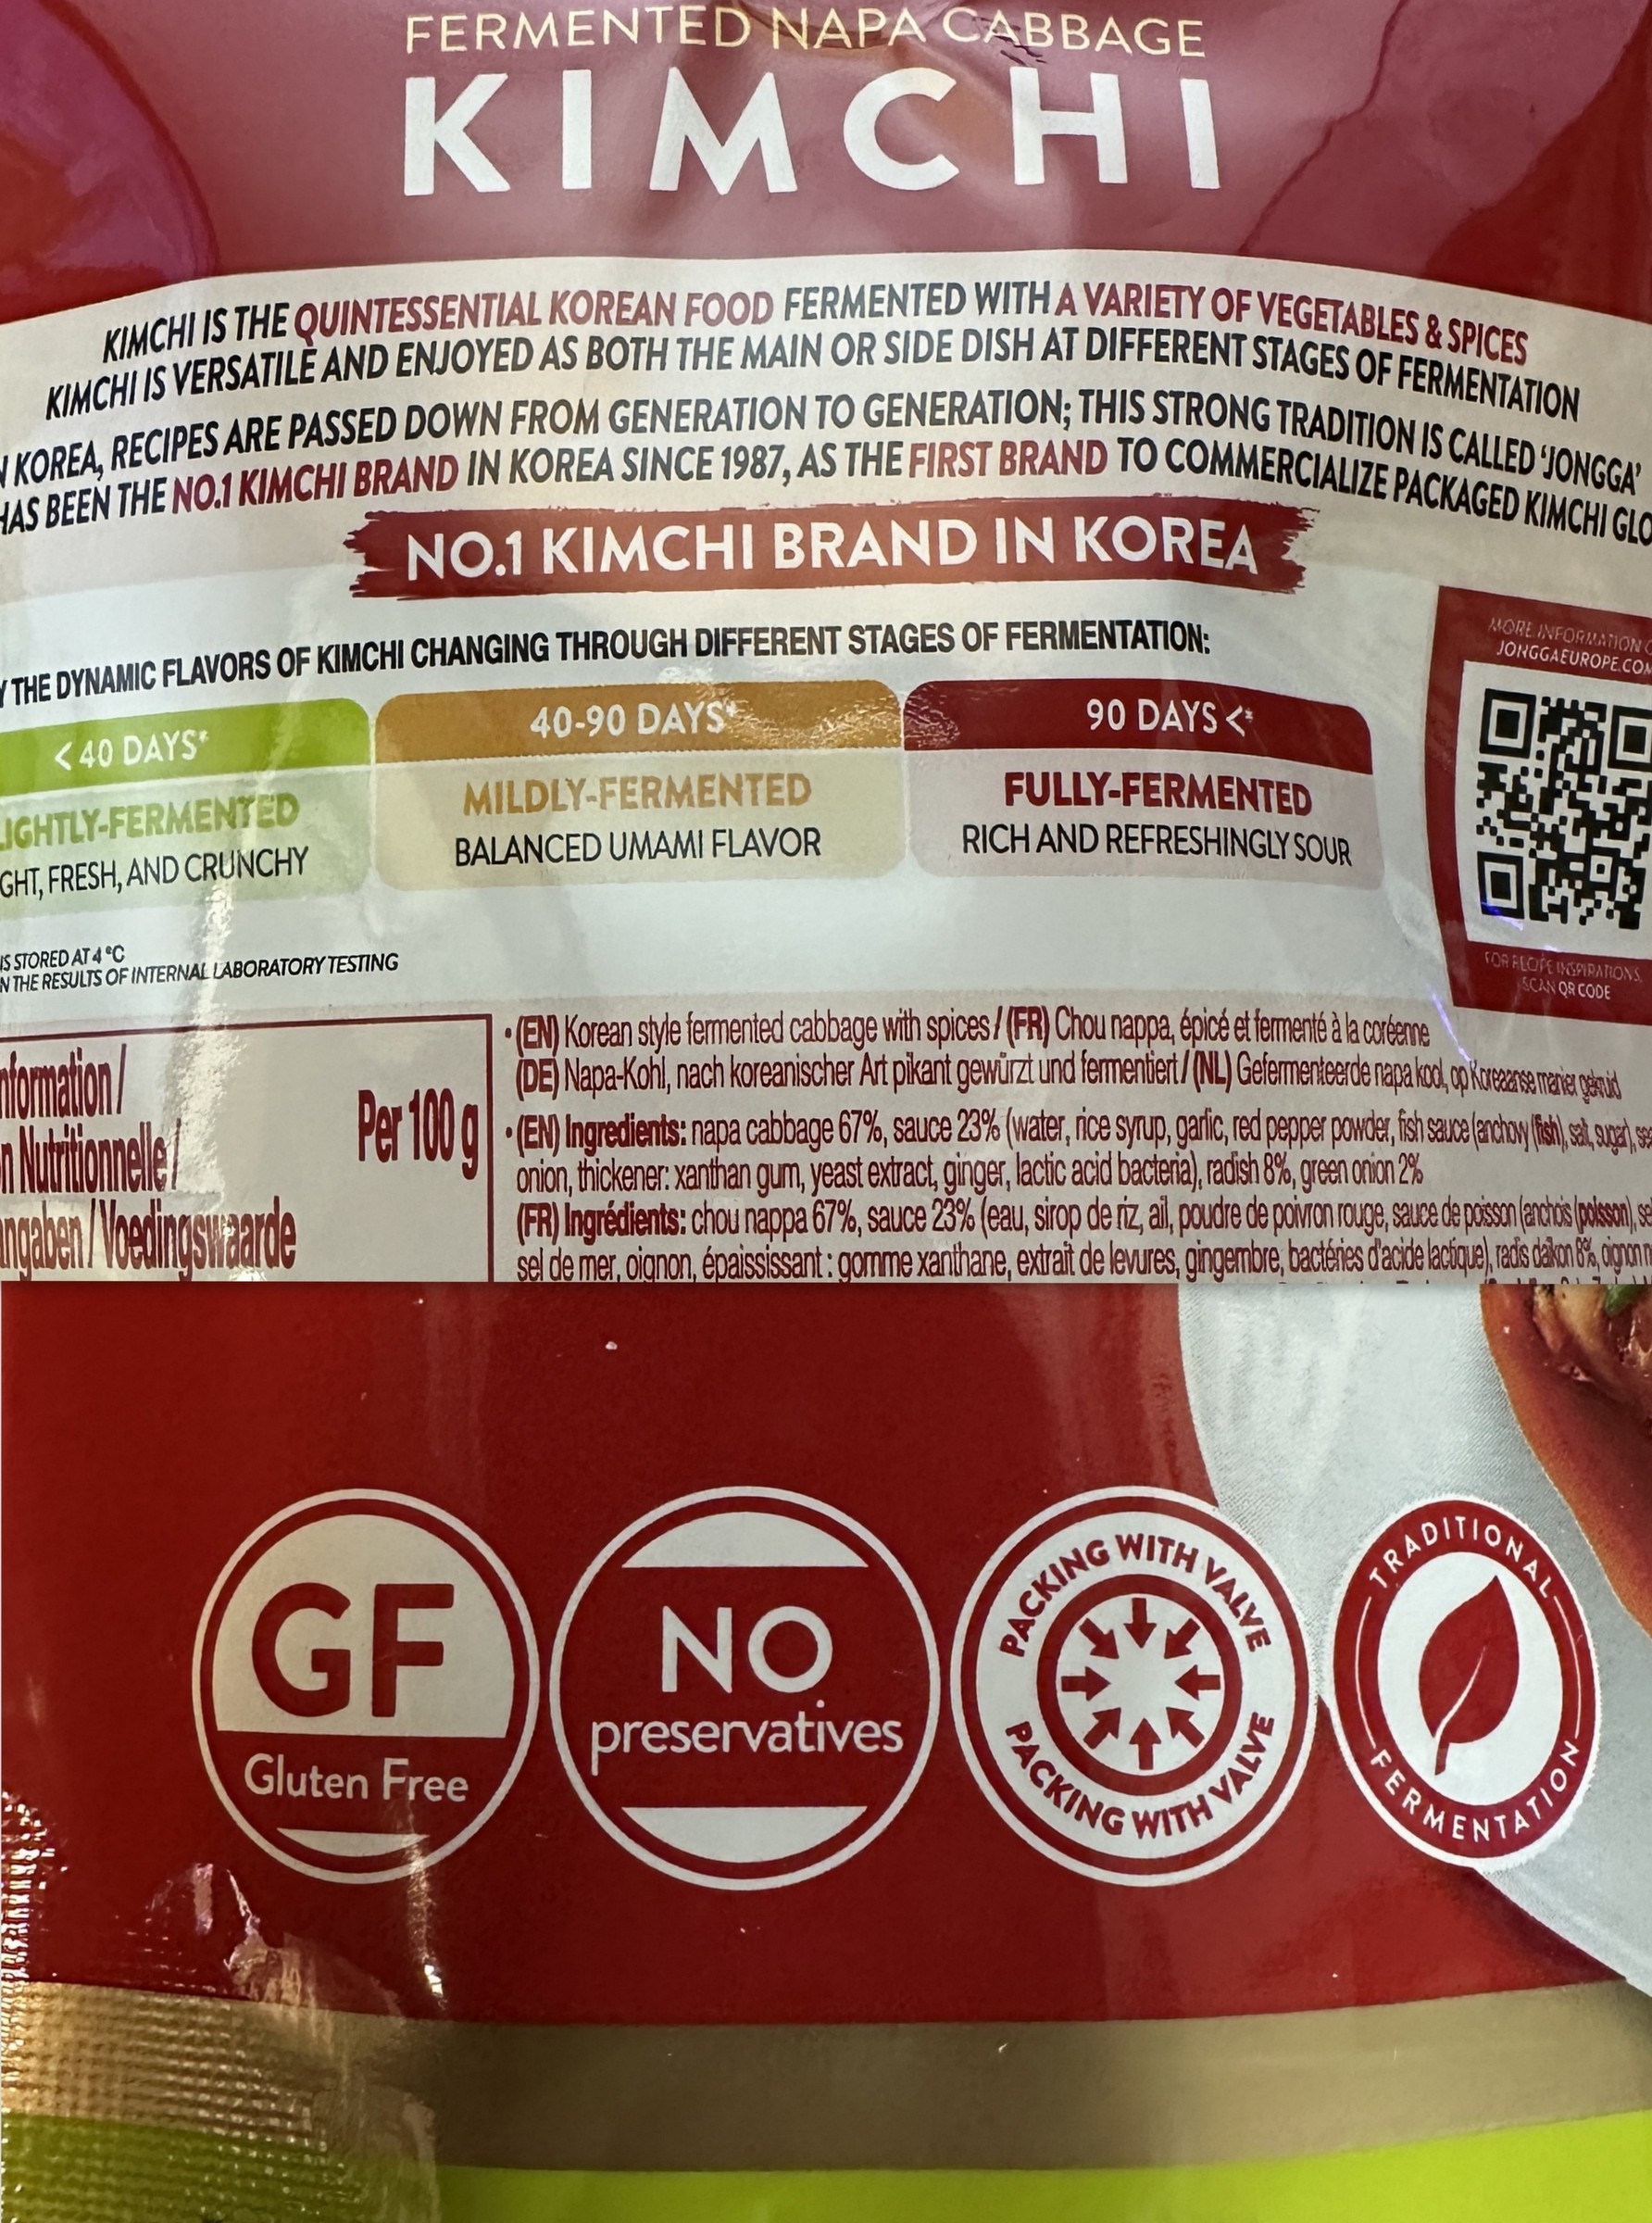 FERMENTED NAPA CABBAGE
KIMCHI
KIMCHI IS THE QUINTESSENTIAL KOREAN FOOD FERMENTED WITH A VARIETY OF VEGETABLES & SPICES
KIMCHI IS VERSATILE AND ENJOYED AS BOTH THE MAIN OR SIDE DISH AT DIFFERENT STAGES OF FERMENTATION
KOREA, RECIPES ARE PASSED DOWN FROM GENERATION TO GENERATION; THIS STRONG TRADITION IS CALLED 'JONGGA'
HAS BEEN THE NO.1 KIMCHI BRAND IN KOREA SINCE 1987, AS THE FIRST BRAND TO COMMERCIALIZE PACKAGED KIMCHI GLO
NO.1 KIMCHI BRAND IN KOREA
THE DYNAMIC FLAVORS OF KIMCHI CHANGING THROUGH DIFFERENT STAGES OF FERMENTATION:
< 40 DAYS*
LIGHTLY-FERMENTED
GHT, FRESH, AND CRUNCHY
40-90 DAYS*
MILDLY-FERMENTED
BALANCED UMAMI FLAVOR
90 DAYS <*
FULLY-FERMENTED
RICH AND REFRESHINGLY SOUR
MORE INFORMATION
JONGGAEUROPE.COM
FOR RECIPE INSPIRATIONS
SCAN QR CODE
IS STORED AT 4 °C
N THE RESULTS OF INTERNAL LABORATORY TESTING
nformation /
n Nutritionnelle /
angaben / Voedingswaarde
Per 100 g
• (EN) Korean style fermented cabbage with spices / (FR) Chou nappa, épicé et fermenté à la coréenne
(DE) Napa-Kohl, nach koreanischer Art pikant gewürzt und fermentiert / (NL) Gefermenteerde napa kool, op Koreaanse manier gekruid
• (EN) Ingredients: napa cabbage 67%, sauce 23% (water, rice syrup, garlic, red pepper powder, fish sauce (anchovy (fish), salt, sugar), se
onion, thickener: xanthan gum, yeast extract, ginger, lactic acid bacteria), radish 8%, green onion 2%
(FR) Ingrédients: chou nappa 67%, sauce 23% (eau, sirop de riz, ail, poudre de poivron rouge, sauce de poisson (anchois (poisson), sel
sel de mer, oignon, épaississant : gomme xanthane, extrait de levures, gingembre, bactéries d'acide lactique), radis daïkon 8%, oignon
GF
Gluten Free
NO
preservatives
PACKING WITH VALVE
PACKING WITH VALVE
TRADITIONAL
FERMENTATION